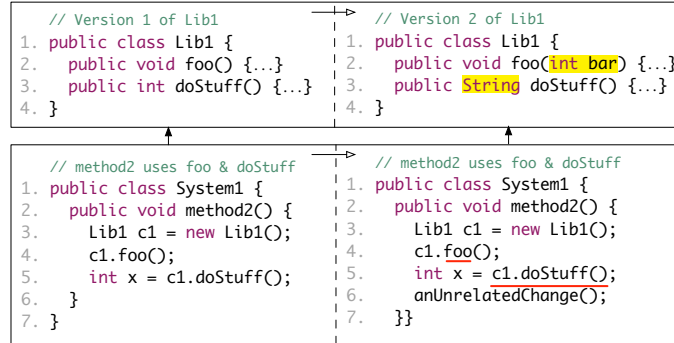 // Version 1 of Lib1
1. public class Lib1 {
2. public void foo() {...}
3. public int doStuff() {...}
4. }
// Version 2 of Lib1
1. public class Lib1 {
2. public void foo(int bar) {...}
3. public String doStuff() {...}
4. }
// method2 uses foo & doStuff
1. public class System1 {
2. public void method2() {
3. Lib1 c1 = new Lib1();
4. c1.foo();
5. int x = c1.doStuff();
6. }
7. }
// method2 uses foo & doStuff
1. public class System1 {
2. public void method2() {
3. Lib1 c1 = new Lib1();
4. c1.foo();
5. int x = c1.doStuff();
6. anUnrelatedChange();
7. }}